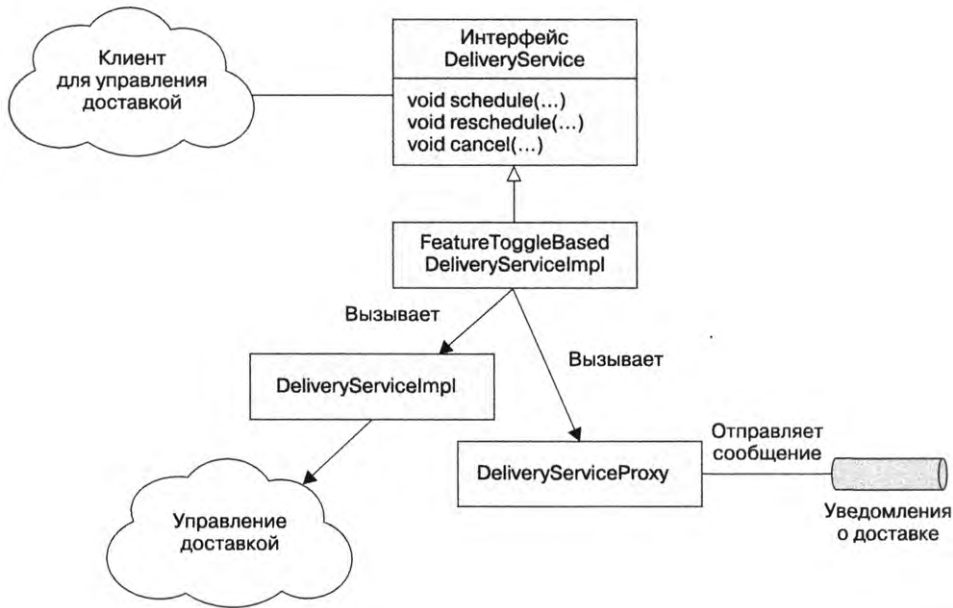 Клиент
для управления
доставкой
Интерфейс
DeliveryService
void schedule(...)
void reschedule(...)
void cancel(...)
FeatureToggleBased
DeliveryServiceImpl
Вызывает
Вызывает
DeliveryServiceImpl
DeliveryServiceProxy
Отправляет
сообщение
Уведомления
о доставке
Управление
доставкой